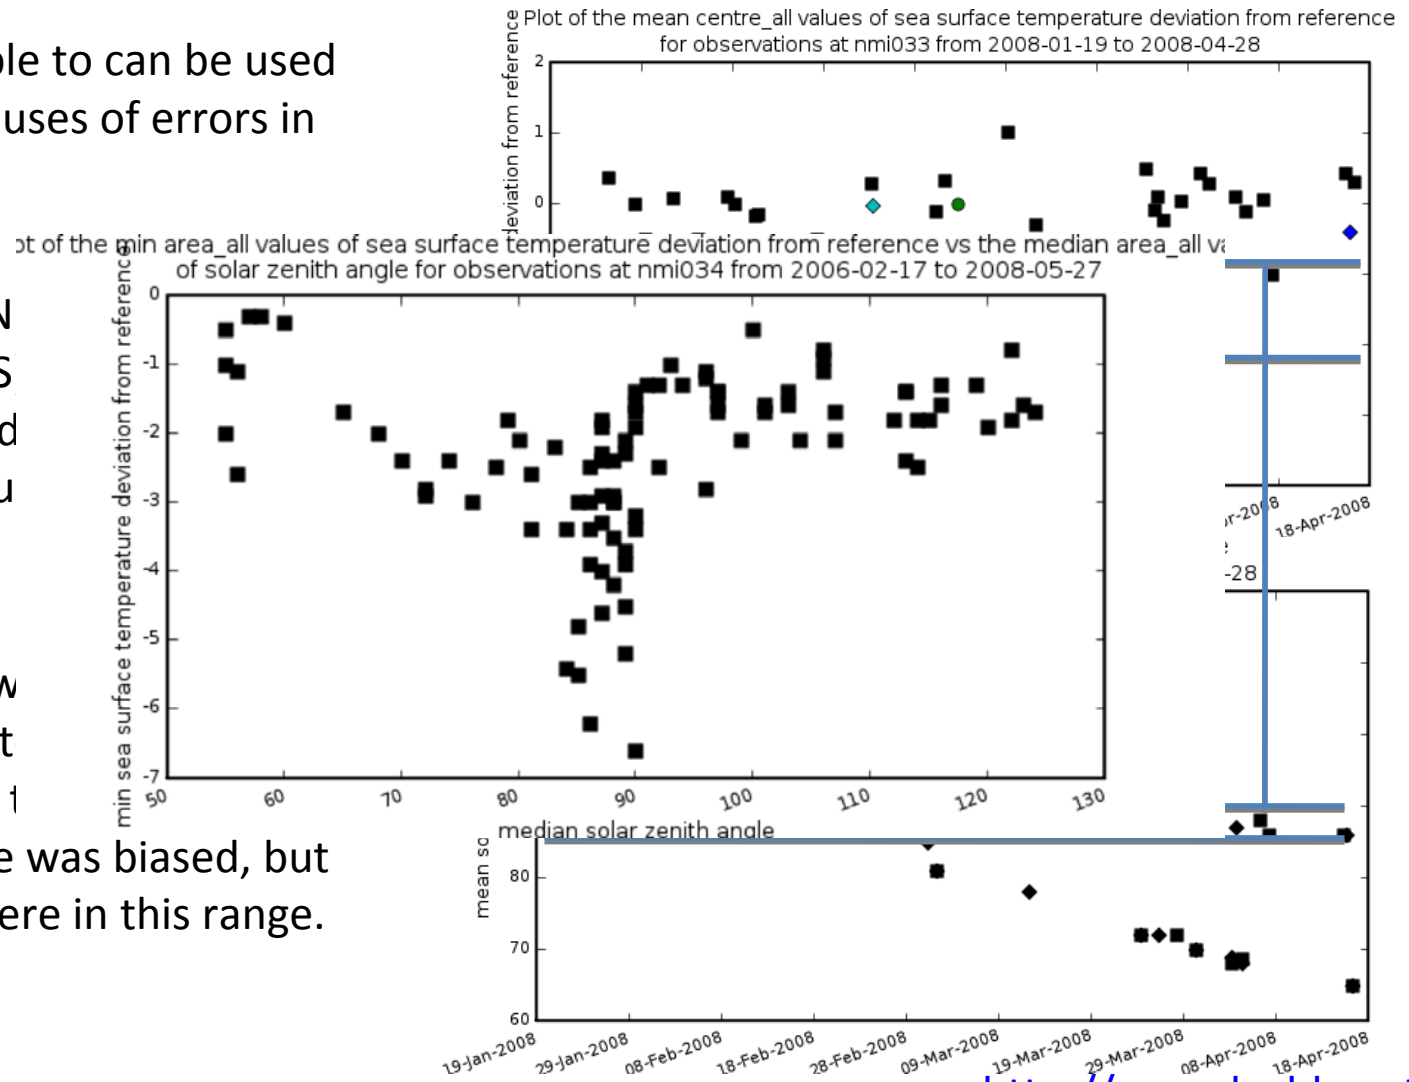 Plot of the mean centre_all values of sea surface temperature deviation from reference
for observations at nmi033 from 2008-01-19 to 2008-04-28
deviation from reference
2
1
0
ple to can be used
uses of errors in
N
S
d
u
w
t
e was biased, but
ere in this range.
ot of the min area_all values of sea surface temperature deviation from reference vs the median area_all va
of solar zenith angle for observations at nmi034 from 2006-02-17 to 2008-05-27
min sea surface temperature deviation from reference
0
-1
-2
-3
-4
-5
-6
-7
50 60 70 80 90 100 110 120 130
median solar zenith angle
18-Apr-2008
-28
mean
80
70
60
19-Jan-2008 29-Jan-2008 08-Feb-2008 18-Feb-2008 28-Feb-2008 09-Mar-2008 19-Mar-2008 29-Mar-2008 08-Apr-2008 18-Apr-2008